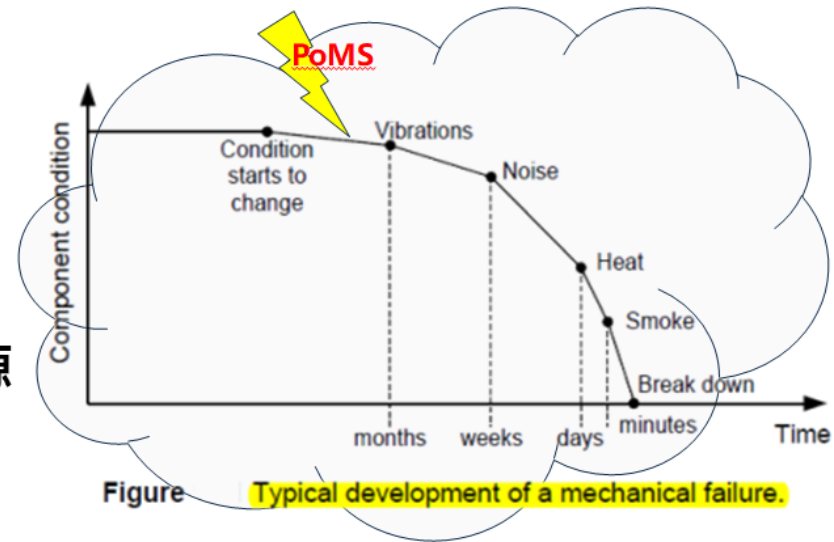 PoMS
Component condition
Condition
starts to
change
Vibrations
Noise
Heat
Smoke
Break down
months
weeks
days
minutes
Time
Figure Typical development of a mechanical failure.